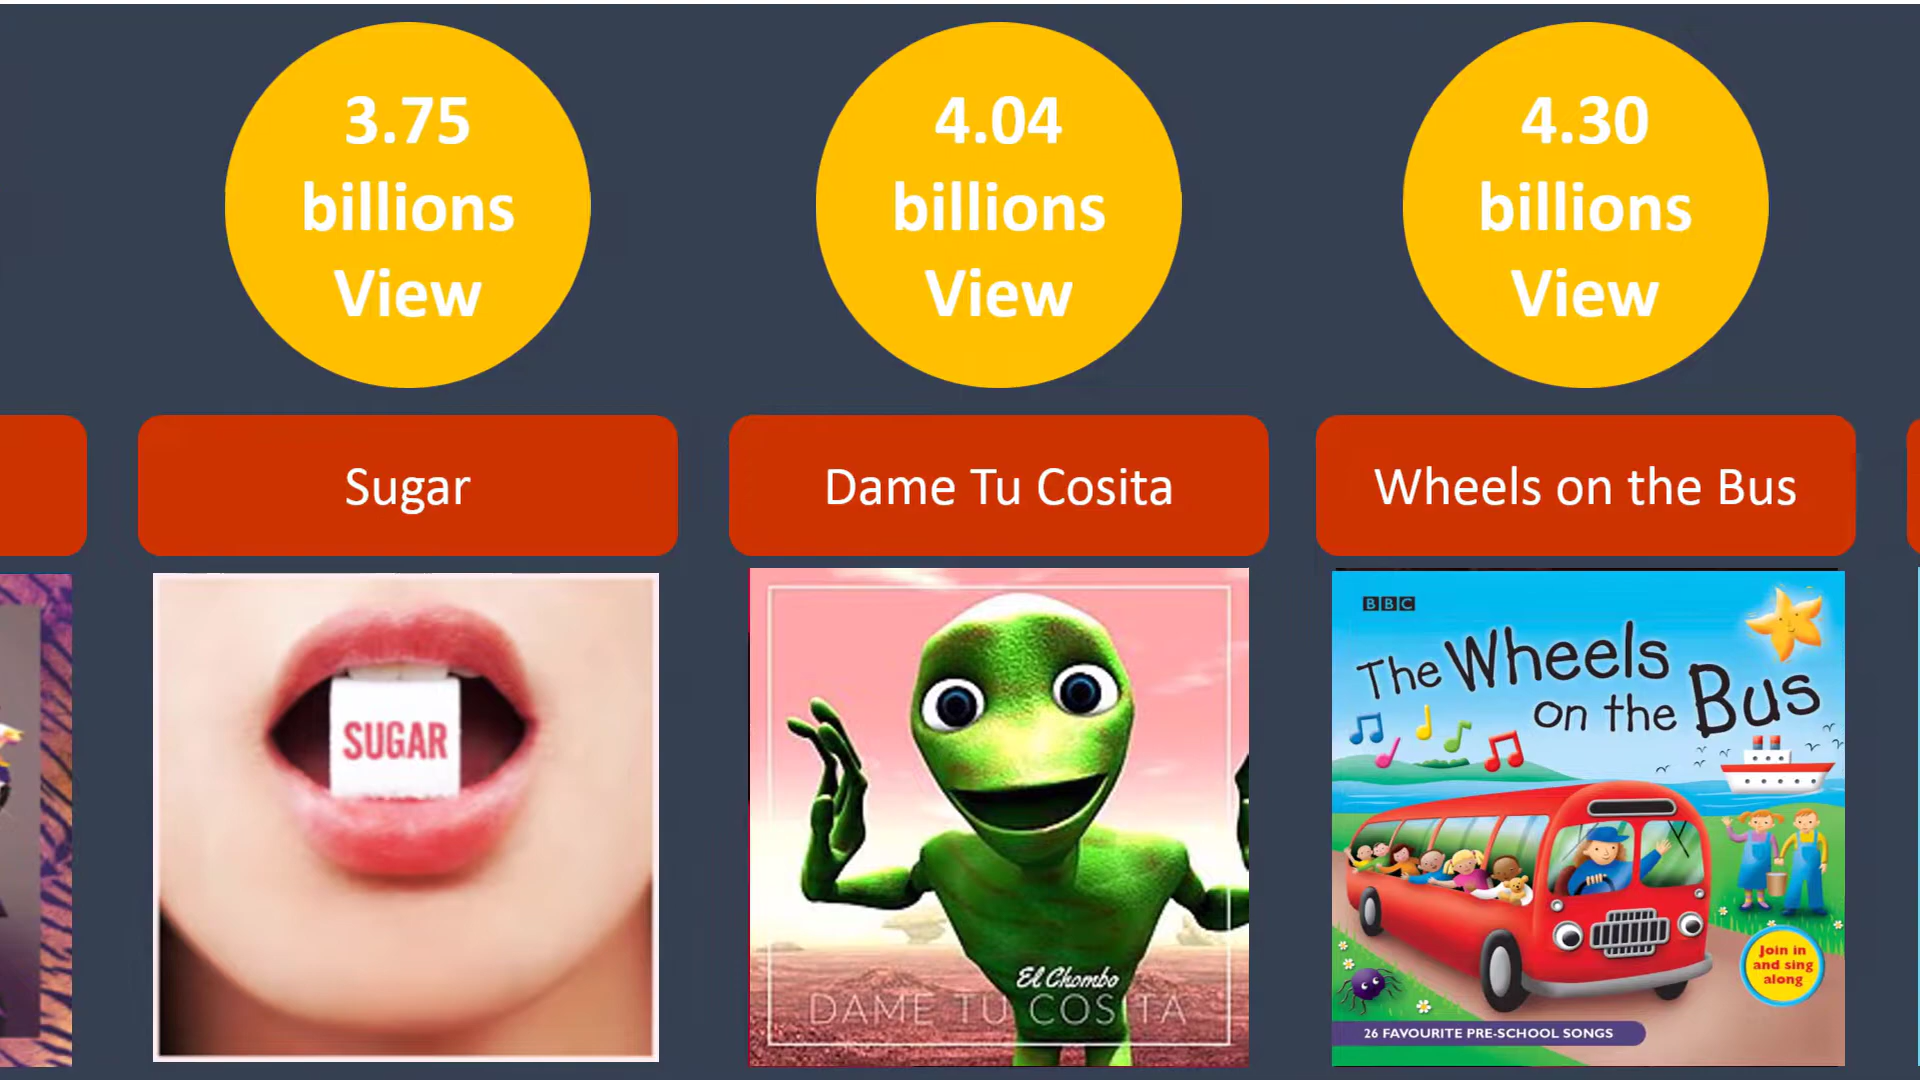 3.75
billions
View
4.04
billions
View
4.30
billions
View
Sugar
Dame Tu Cosita
Wheels on the Bus
SUGAR
El Chombo
DAME TU COSITA
BBC
The Wheels
on the Bus
Join in
and sing
along
26 FAVOURITE PRE-SCHOOL SONGS